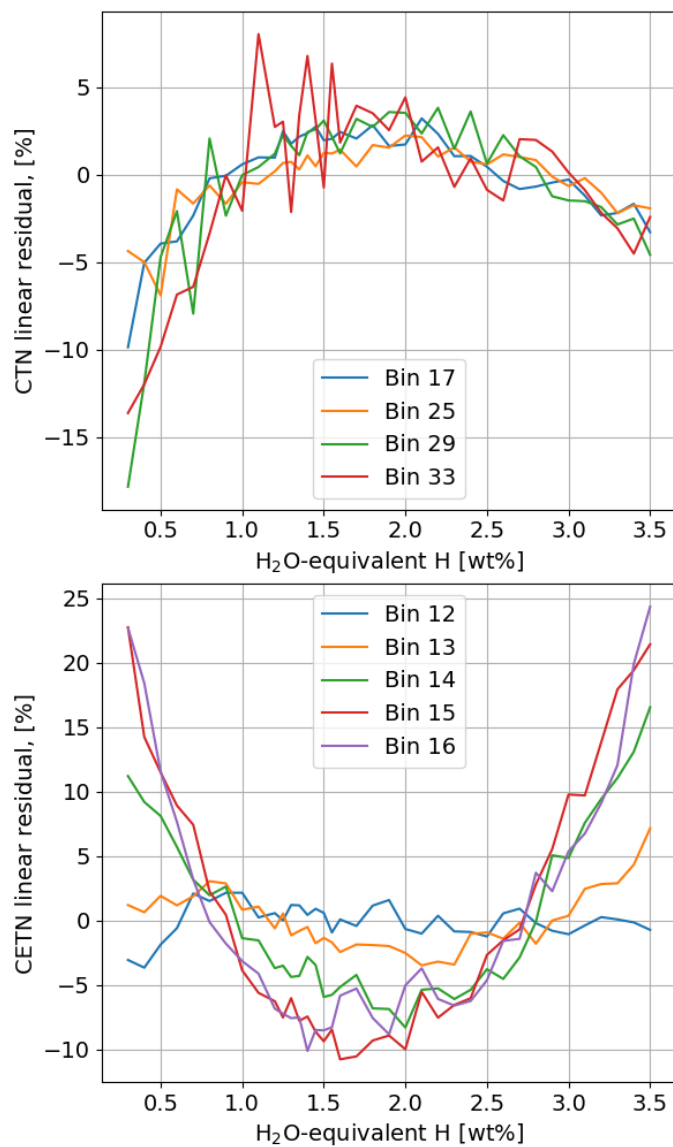 CTN linear residual, [%]
5
0
−5
−10
−15
Bin 17
Bin 25
Bin 29
Bin 33
0.5 1.0 1.5 2.0 2.5 3.0 3.5
H₂O-equivalent H [wt%]
CETN linear residual, [%]
25
20
15
10
5
0
−5
−10
Bin 12
Bin 13
Bin 14
Bin 15
Bin 16
0.5 1.0 1.5 2.0 2.5 3.0 3.5
H₂O-equivalent H [wt%]